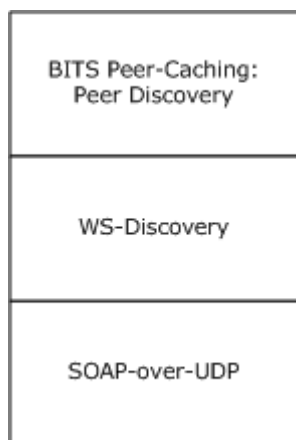 BITS Peer-Caching:
Peer Discovery
WS-Discovery
SOAP-over-UDP